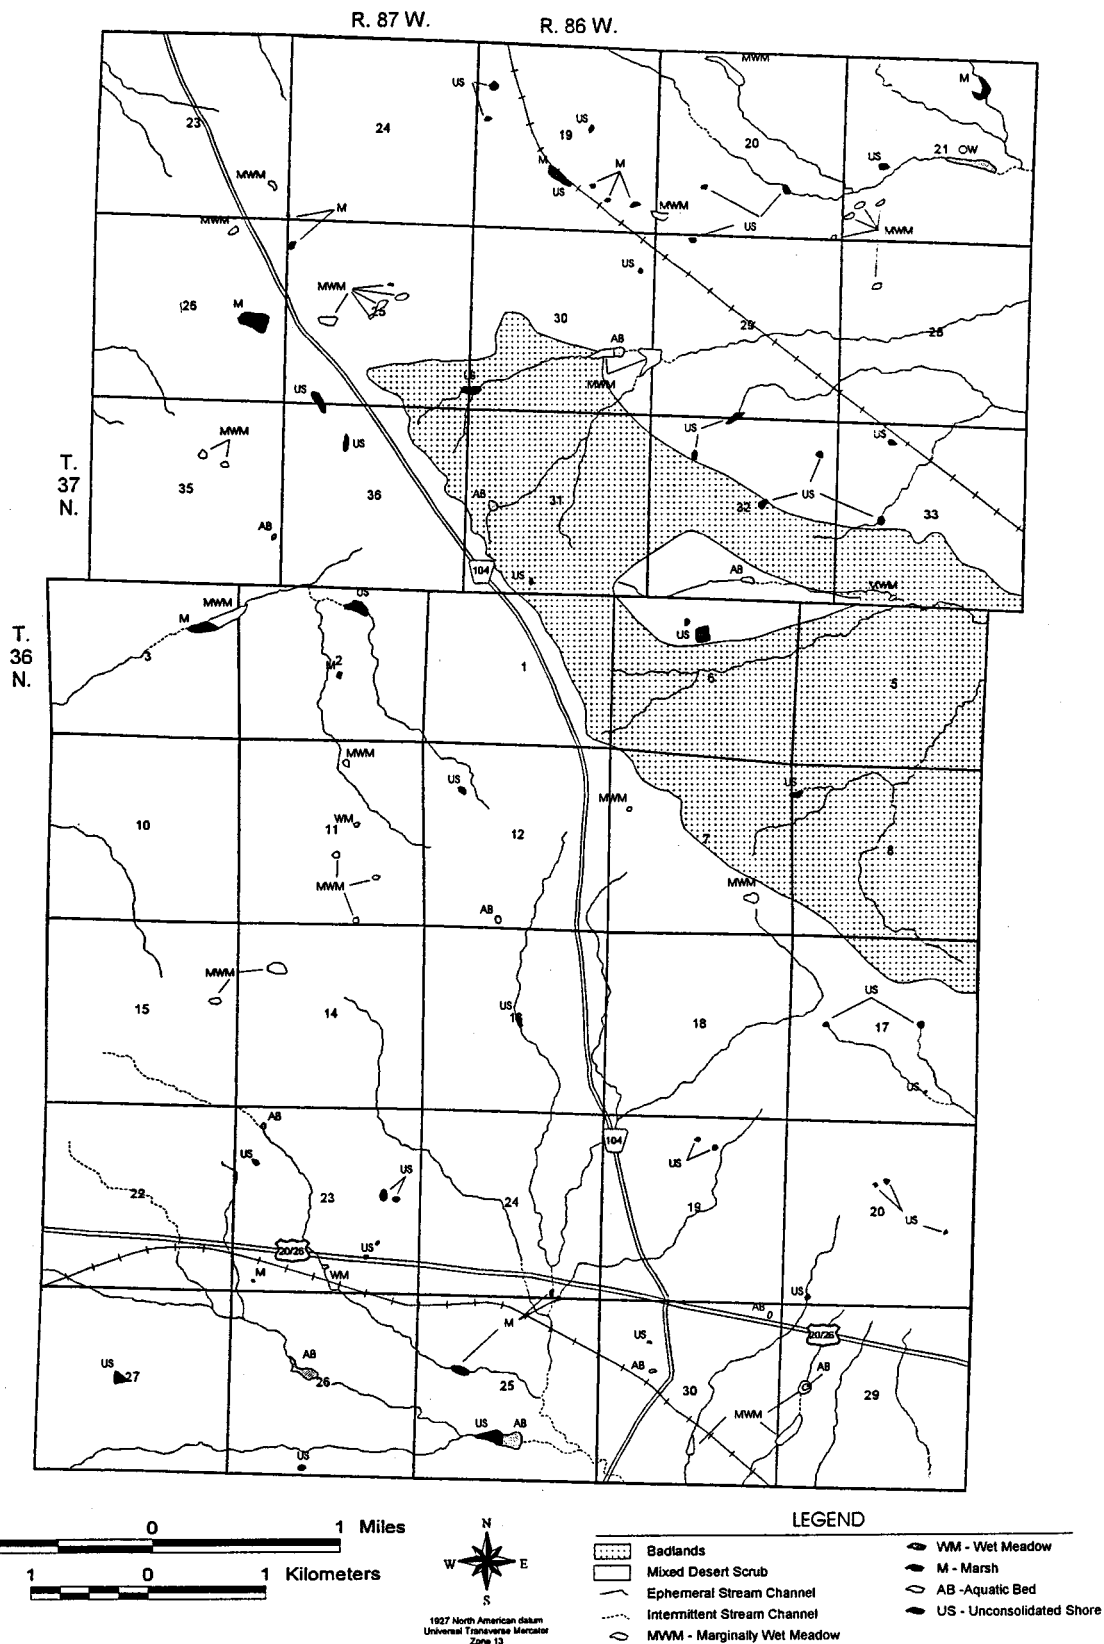 R. 87 W. R. 86 W.
MWM
US M
23 24 US 19 20 21 OW
M M US
MWM US MWM
MWM M US MWM
US
26 M MWM 25 30 29 28
AB
US MWM
US
MWM US US US
T.
37
N.
35 36 AB 31 32 US 33
AB
104 US AB MWM
T.
36
N.
MWM US
M US
3 M 2 1 6 5
MWM US US
MWM
10 WM 11 12 7 8
MWM AB MWM
MWM US
15 14 US 13 18 17
US
AB 104
US US US
22 23 24 19 20 US
20/26 US
M WM US
M AB 20/26
US AB US AB
27 26 25 30 AB 29
MWM
US AB
US
0 1 Miles
1 0 1 Kilometers
N
W E
S
1927 North American datum
Universal Transverse Mercator
Zone 13
LEGEND
Badlands
Mixed Desert Scrub
Ephemeral Stream Channel
Intermittent Stream Channel
MWM - Marginally Wet Meadow
WM - Wet Meadow
M - Marsh
AB -Aquatic Bed
US - Unconsolidated Shore